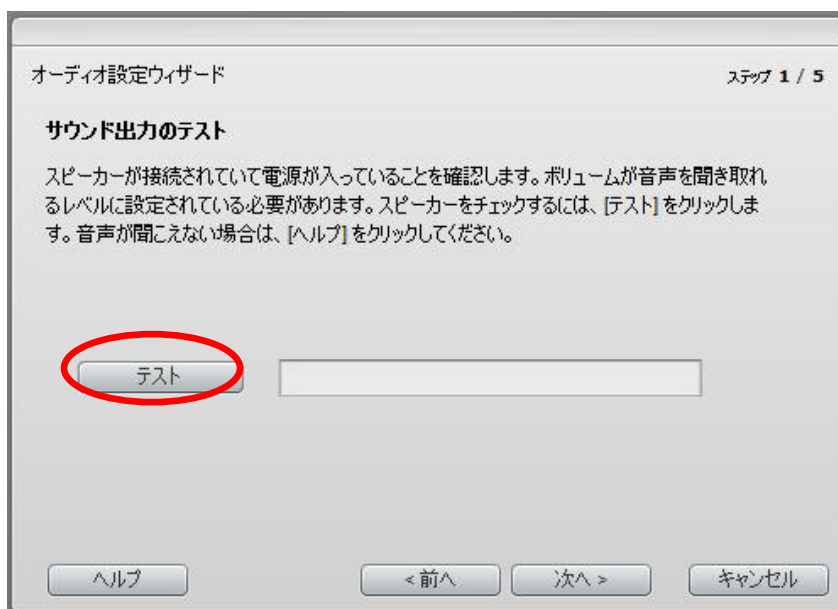 オーディオ設定ウィザード
ステップ 1 / 5
サウンド出力のテスト
スピーカーが接続されていて電源が入っていることを確認します。ボリュームが音声を聞き取れ
るレベルに設定されている必要があります。スピーカーをチェックするには、[テスト] をクリックしま
す。音声が聞こえない場合は、[ヘルプ] をクリックしてください。
テスト
ヘルプ
< 前へ
次へ >
キャンセル